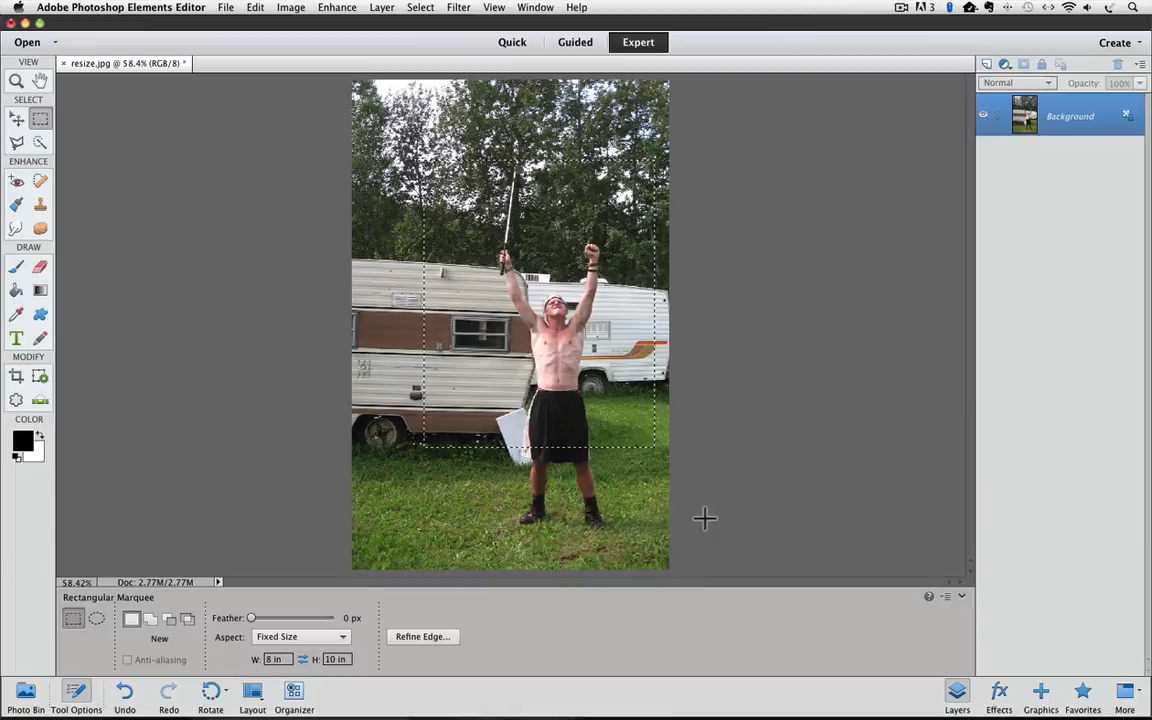 Adobe Photoshop Elements Editor File Edit Image Enhance Layer Select Filter View Window Help
3
Open Quick Guided Expert Create
VIEW
resize.jpg @ 58.4% (RGB/8) *
Normal Opacity: 100%
SELECT
Background
ENHANCE
DRAW
T
MODIFY
COLOR
58.42% Doc: 2.77M/2.77M
Rectangular Marquee
Feather: 0 px
New
Aspect: Fixed Size Refine Edge...
Anti-aliasing W: 8 in H: 10 in
fx
Photo Bin Tool Options Undo Redo Rotate Layout Organizer Layers Effects Graphics Favorites More